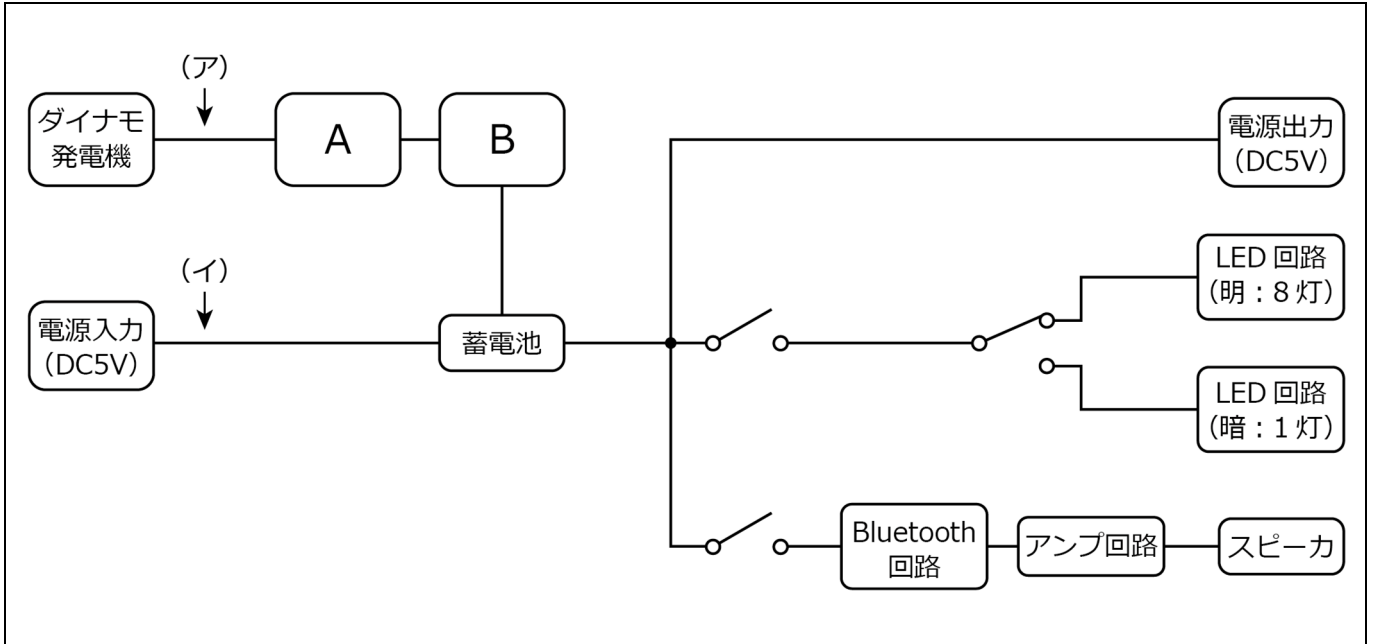 （ア）
ダイナモ
発電機
A
B
電源出力
（DC5V）
（イ）
電源入力
（DC5V）
蓄電池
LED 回路
（明：8 灯）
LED 回路
（暗：1 灯）
Bluetooth
回路
アンプ回路
スピーカ